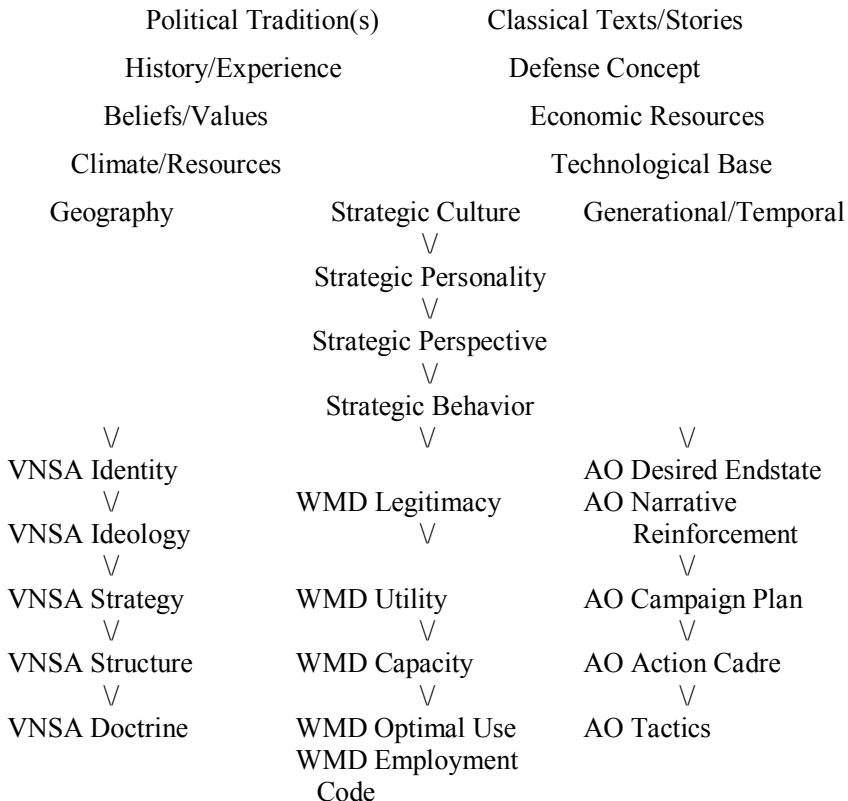 Political Tradition(s) Classical Texts/Stories
History/Experience Defense Concept
Beliefs/Values Economic Resources
Climate/Resources Technological Base
Geography Strategic Culture Generational/Temporal
\/
Strategic Personality
\/
Strategic Perspective
\/
Strategic Behavior
\/ \/ \/
VNSA Identity AO Desired Endstate
\/ WMD Legitimacy AO Narrative
VNSA Ideology \/ Reinforcement
\/ \/
VNSA Strategy WMD Utility AO Campaign Plan
\/ \/ \/
VNSA Structure WMD Capacity AO Action Cadre
\/ \/ \/
VNSA Doctrine WMD Optimal Use AO Tactics
WMD Employment
Code